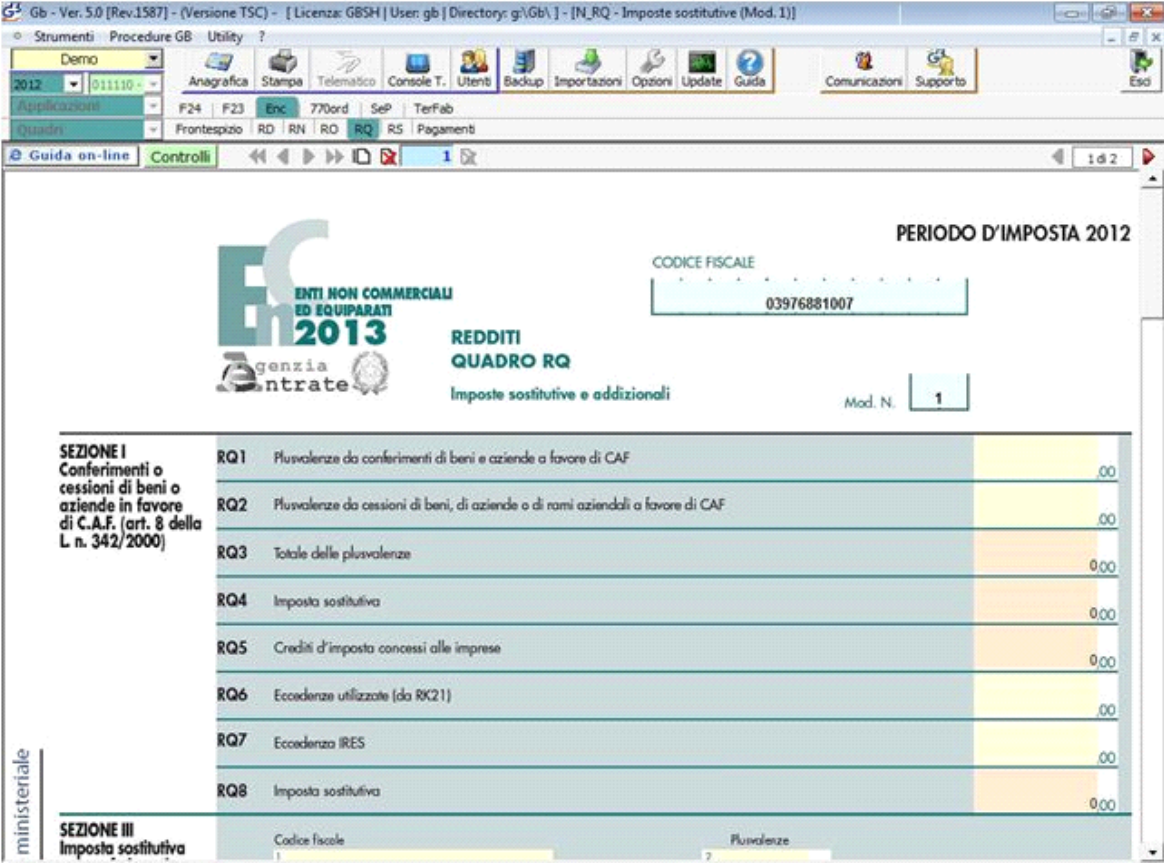 Gb - Ver. 5.0 [Rev.1587] - (Versione TSC) - [ Licenza: GBSH | User: gb | Directory: g:\Gb\ ] - [N_RQ - Imposte sostitutive (Mod. 1)]
Strumenti Procedure GB Utility ?
Demo
2012 011110 -
Anagrafica Stampa Telematico Console T. Utenti Backup Importazioni Opzioni Update Guida Comunicazioni Supporto Esci
Applicazioni F24 F23 Enc 770ord SeP TerFab
Quadri Frontespizio RD RN RO RQ RS Pagamenti
Guida on-line Controlli 1 1 di 2
PERIODO D'IMPOSTA 2012
CODICE FISCALE
03976881007
EnC
ENTI NON COMMERCIALI
ED EQUIPARATI
2013
REDDITI
QUADRO RQ
Agenzia
Entrate
Imposte sostitutive e addizionali
Mod. N. 1
SEZIONE I
Conferimenti o
cessioni di beni o
aziende in favore
di C.A.F. (art. 8 della
L. n. 342/2000)
RQ1 Plusvalenze da conferimenti di beni e aziende a favore di CAF ,00
RQ2 Plusvalenze da cessioni di beni, di aziende o di rami aziendali a favore di CAF ,00
RQ3 Totale delle plusvalenze 0,00
RQ4 Imposta sostitutiva 0,00
RQ5 Crediti d'imposta concessi alle imprese 0,00
RQ6 Eccedenze utilizzate (da RK21) ,00
RQ7 Eccedenza IRES ,00
RQ8 Imposta sostitutiva 0,00
ministeriale
SEZIONE III
Imposta sostitutiva
Codice fiscale Plusvalenze
1 2